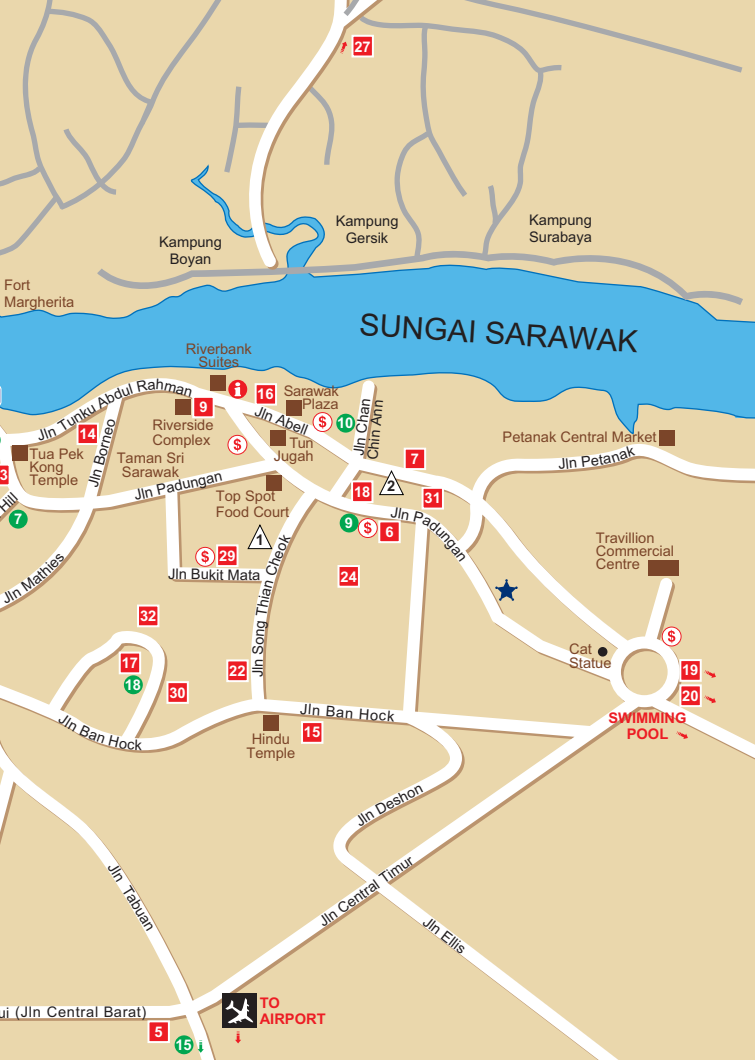 27
Kampung
Gersik
Kampung
Surabaya
Kampung
Boyan
Fort
Margherita
SUNGAI SARAWAK
Riverbank
Suites
i
16
Sarawak
Plaza
$
10
Jln Tunku Abdul Rahman
9
Riverside
Complex
Jln Abell
Jln Chan
Chin Ann
14
Jln Borneo
$
Tun
Jugah
Petanak Central Market
Jln Petanak
Tua Pek
Kong
Temple
3
Hill
7
Taman Sri
Sarawak
Jln Padungan
Top Spot
Food Court
7
18
2
31
9
$
6
Jln Padungan
1
$
29
Jln Bukit Mata
Jln Song Thian Cheok
24
Jln Mathies
Travillion
Commercial
Centre
32
17
18
30
22
Cat
Statue
$
19
20
SWIMMING
POOL
Jln Ban Hock
Jln Ban Hock
Hindu
Temple
15
Jln Deshon
Jln Central Timur
Jln Tabuan
Jln Ellis
TO
AIRPORT
ui (Jln Central Barat)
5
15